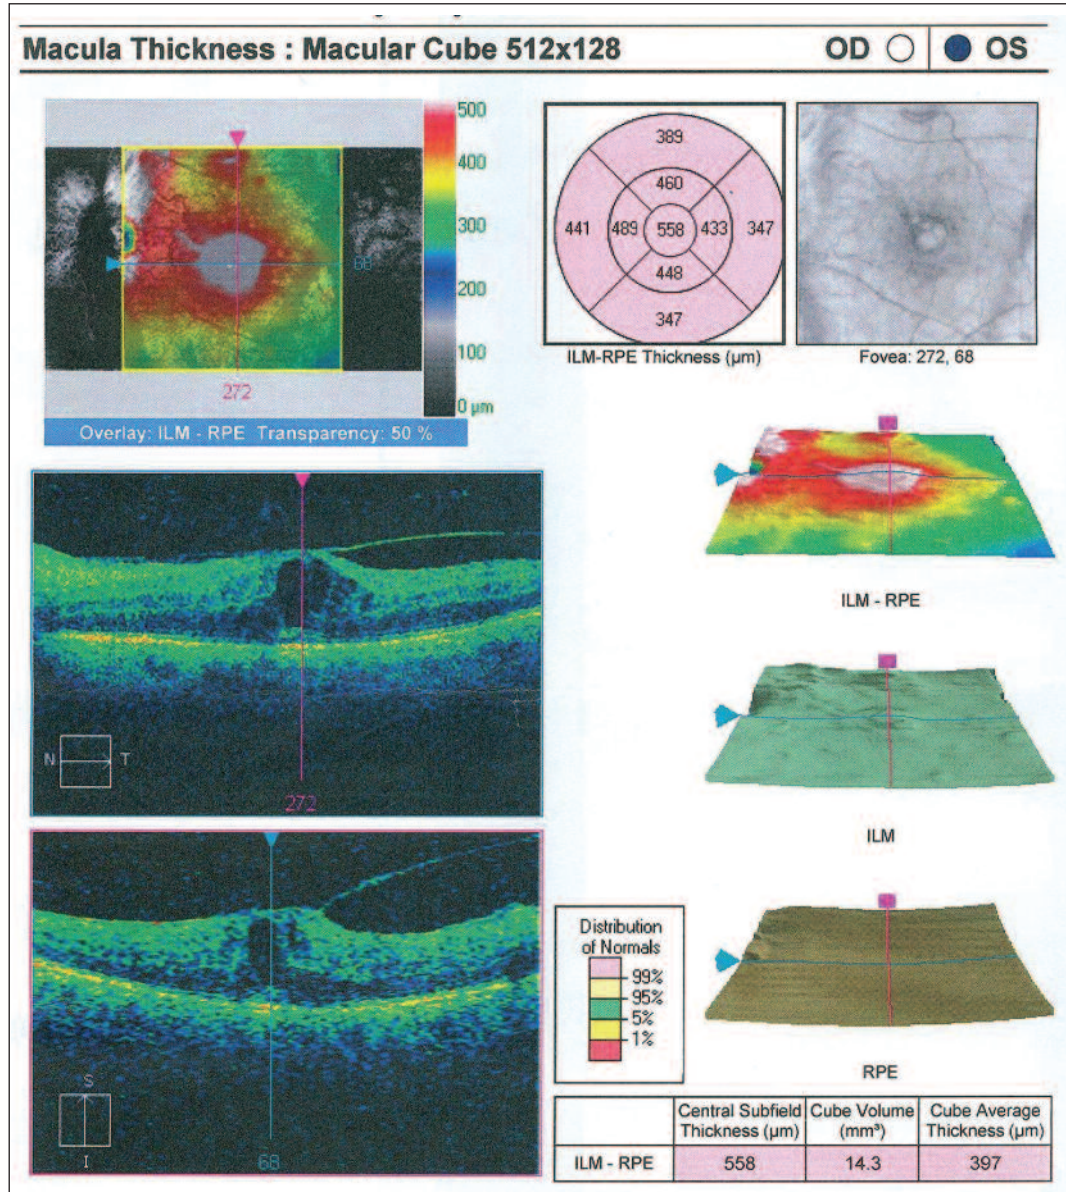 Macula Thickness : Macular Cube 512x128
OD OS
500
400
300
200
100
0 µm
68
272
Overlay: ILM - RPE Transparency: 50 %
389
460
441 489 558 433 347
448
347
ILM-RPE Thickness (µm)
Fovea: 272, 68
ILM - RPE
N T
272
ILM
S
I
68
Distribution
of Normals
99%
95%
5%
1%
RPE
Central Subfield Thickness (µm) Cube Volume (mm³) Cube Average Thickness (µm)
ILM - RPE 558 14.3 397